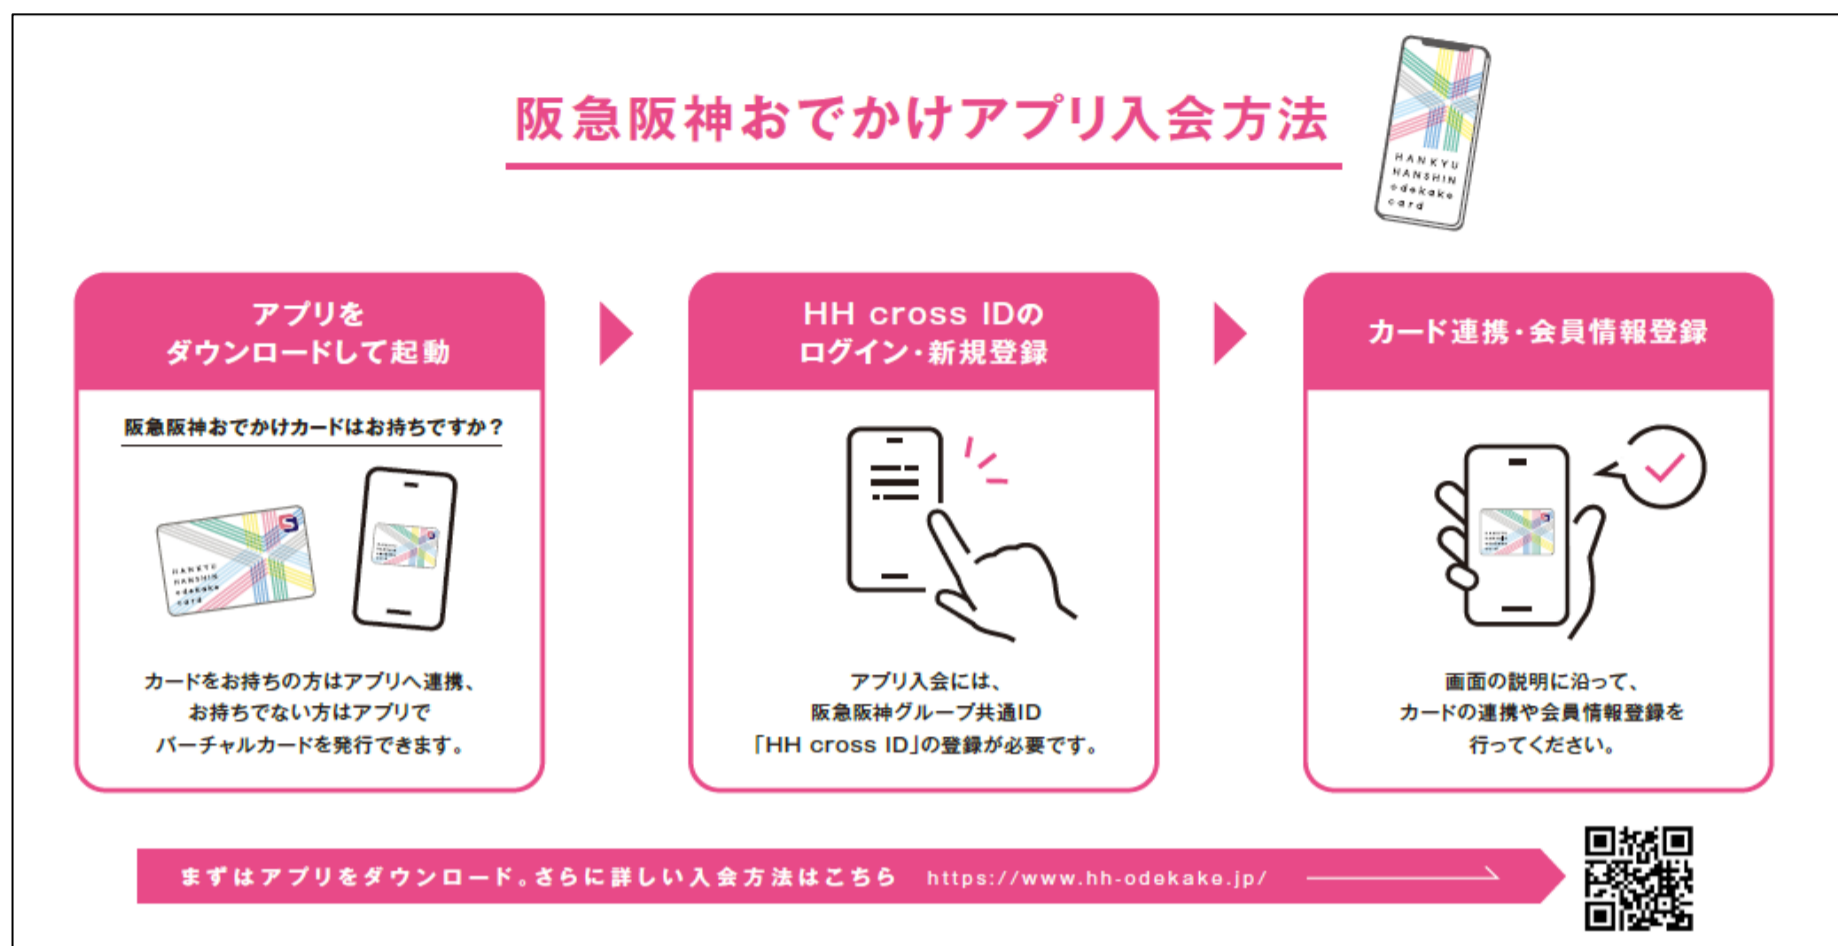 阪急阪神おでかけアプリ入会方法
HANKYU
HANSHIN
odekake
card
アプリを
ダウンロードして起動
HH cross IDの
ログイン・新規登録
カード連携・会員情報登録
阪急阪神おでかけカードはお持ちですか?
HANKYU
HANSHIN
odekake
card
カードをお持ちの方はアプリへ連携、
お持ちでない方はアプリで
バーチャルカードを発行できます。
アプリ入会には、
阪急阪神グループ共通ID
「HH cross ID」の登録が必要です。
画面の説明に沿って、
カードの連携や会員情報登録を
行ってください。
まずはアプリをダウンロード。さらに詳しい入会方法はこちら https://www.hh-odekake.jp/